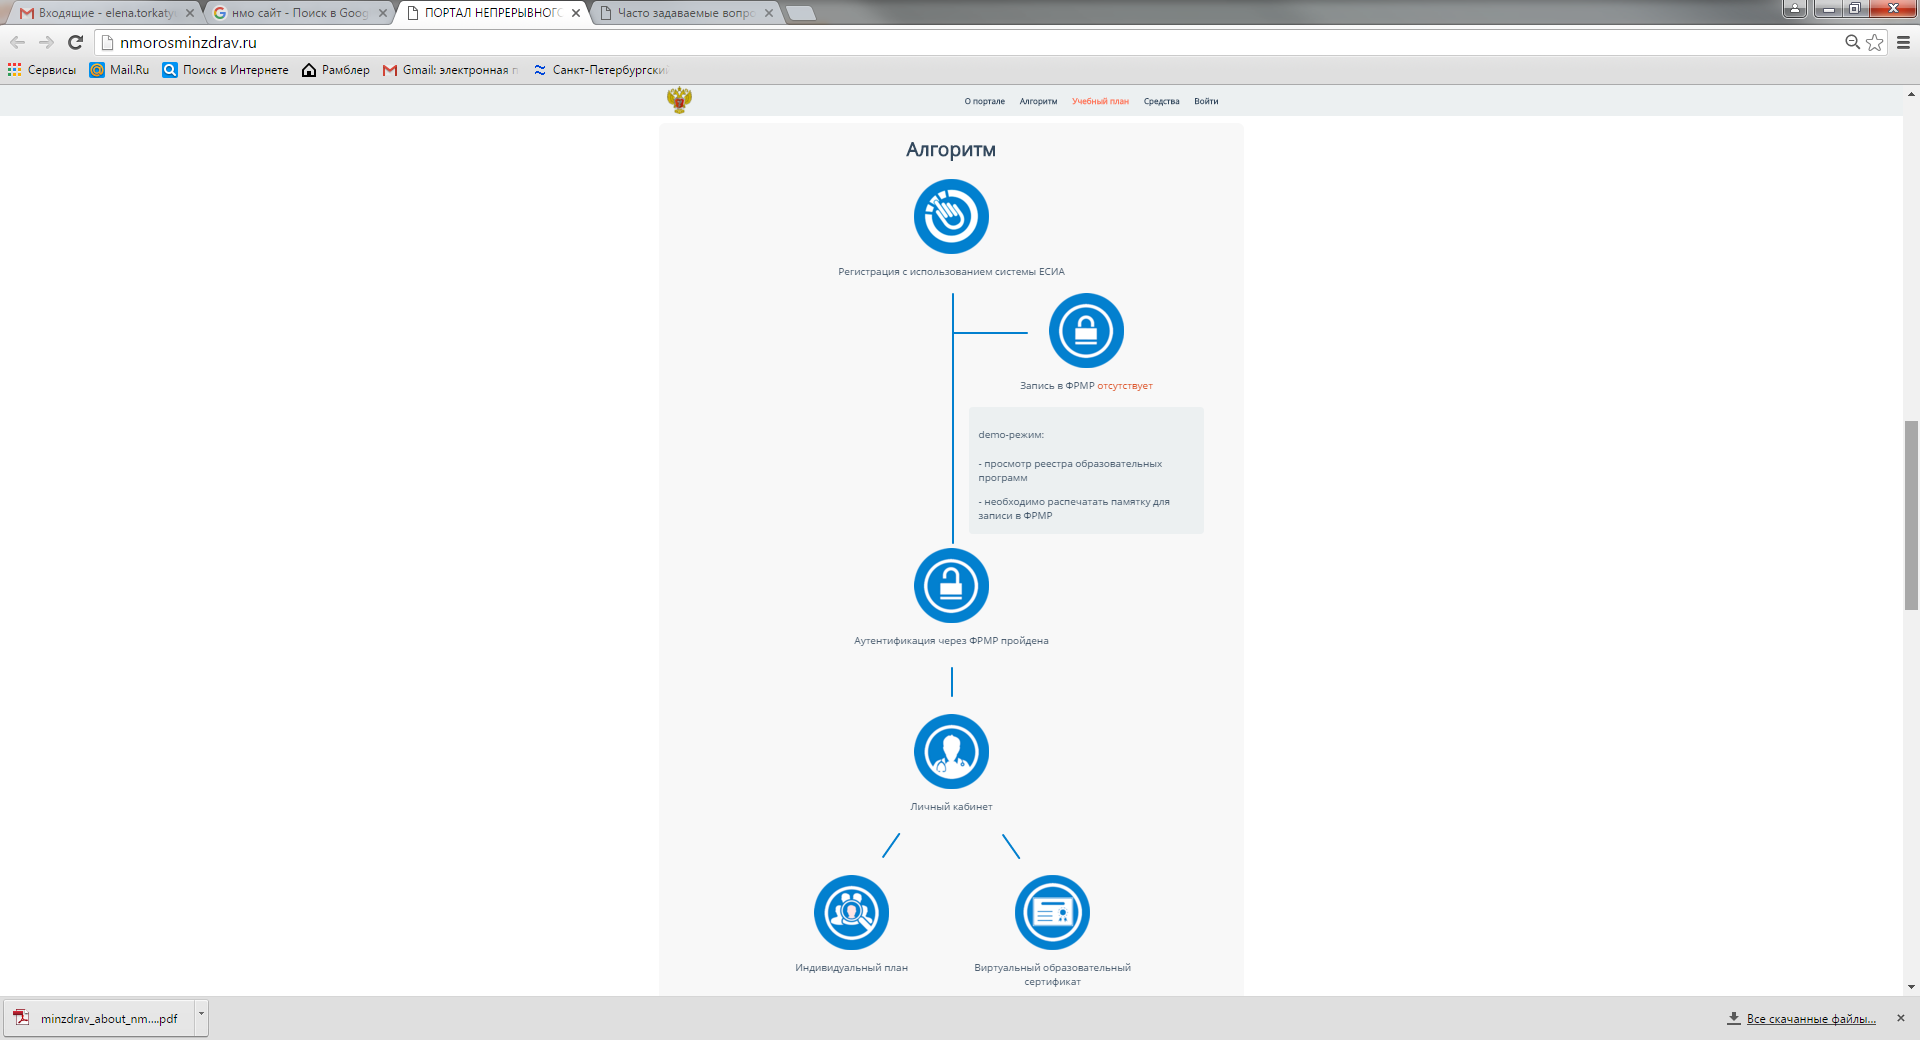 Входящие - elena.torkaty
нмо сайт - Поиск в Goog
ПОРТАЛ НЕПРЕРЫВНОГО
Часто задаваемые вопро
nmorosminzdrav.ru
Сервисы
Mail.Ru
Поиск в Интернете
Рамблер
Gmail: электронная п
Санкт-Петербургски
О портале
Алгоритм
Учебный план
Средства
Войти
Алгоритм
Регистрация с использованием системы ЕСИА
Запись в ФРМР отсутствует
demo-режим:
- просмотр реестра образовательных
программ
- необходимо распечатать памятку для
записи в ФРМР
Аутентификация через ФРМР пройдена
Личный кабинет
Индивидуальный план
Виртуальный образовательный
сертификат
minzdrav_about_nm....pdf
Все скачанные файлы...